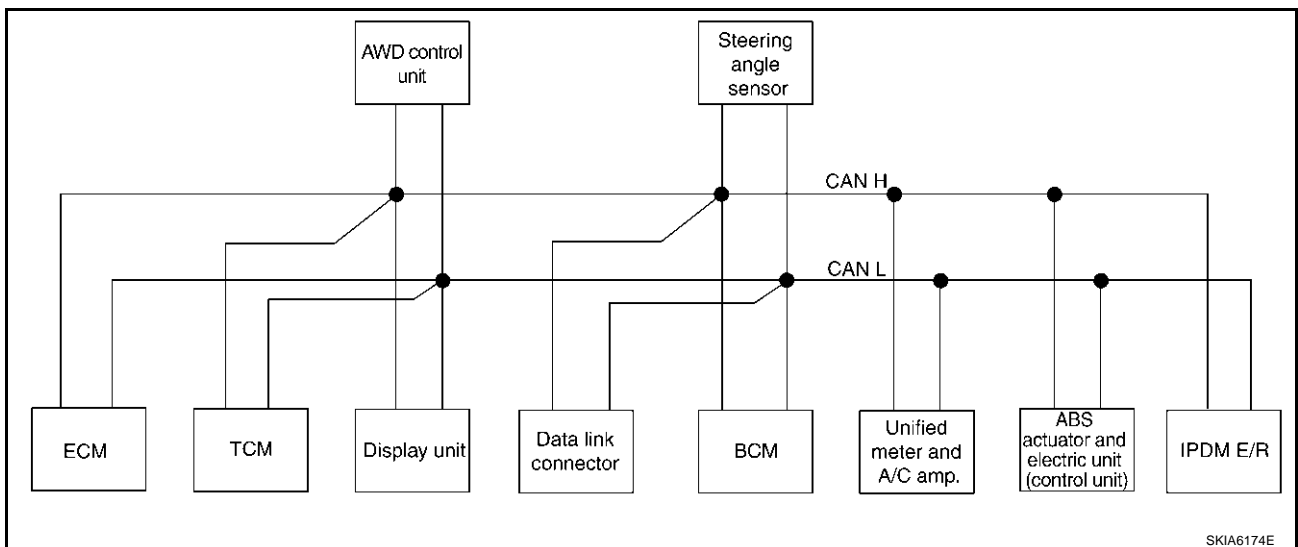 AWD control
unit
Steering
angle
sensor
CAN H
CAN L
ECM
TCM
Display unit
Data link
connector
BCM
Unified
meter and
A/C amp.
ABS
actuator and
electric unit
(control unit)
IPDM E/R
SKIA6174E